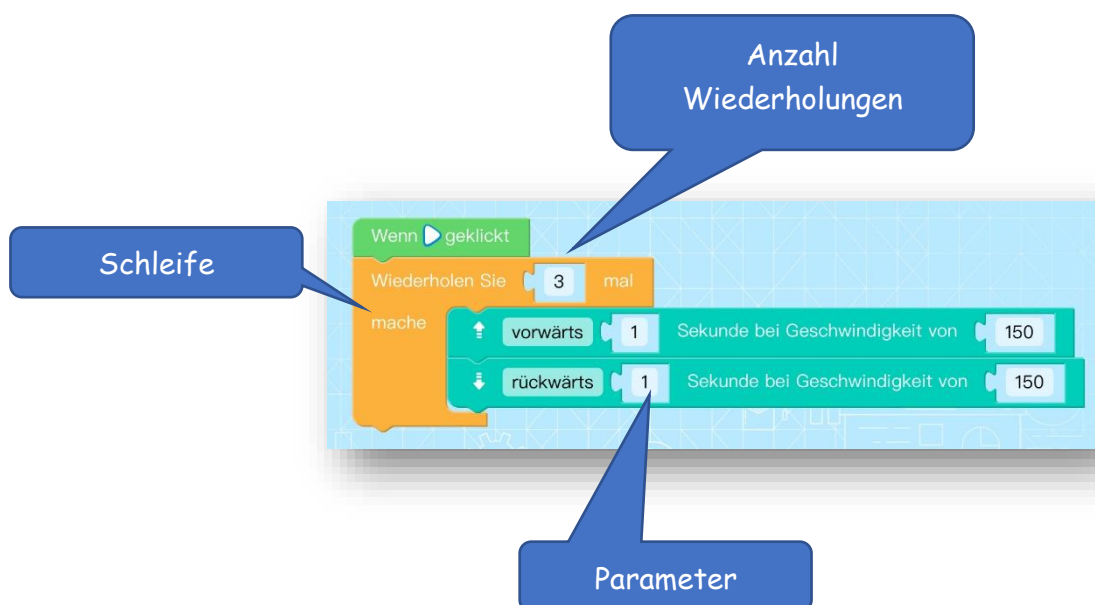 Anzahl
Wiederholungen
Schleife
Wenn geklickt
Wiederholen Sie 3 mal
mache
vorwärts 1 Sekunde bei Geschwindigkeit von 150
rückwärts 1 Sekunde bei Geschwindigkeit von 150
Parameter